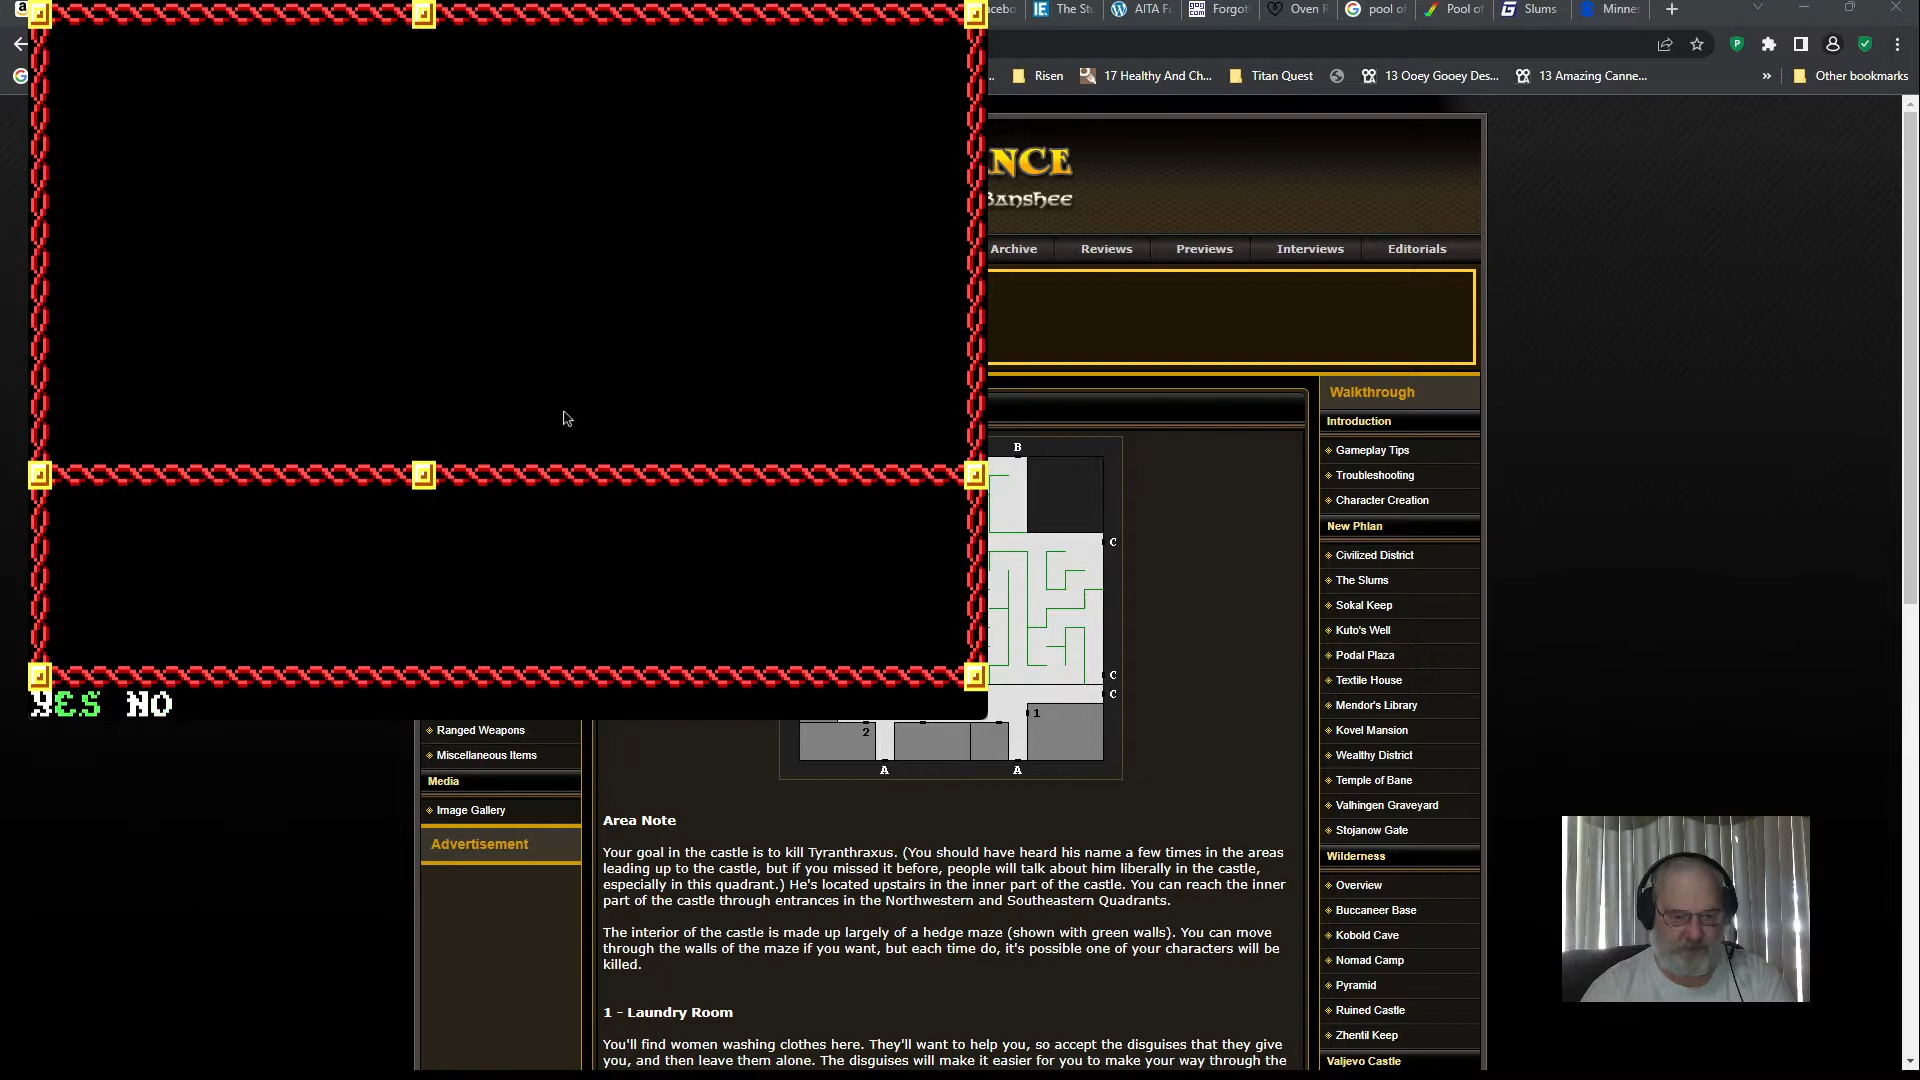 acebo
The St
AITA F
Forgot
Oven R
pool of
Pool of
Slums -
Minne
...
Risen
17 Healthy And Ch...
Titan Quest
13 Ooey Gooey Des...
13 Amazing Canne...
»
Other bookmarks
NCE
Banshee
Archive
Reviews
Previews
Interviews
Editorials
YES NO
B
C
C
C
1
2
A
A
Ranged Weapons
Miscellaneous Items
Media
Image Gallery
Advertisement
Area Note
Your goal in the castle is to kill Tyranthraxus. (You should have heard his name a few times in the areas
leading up to the castle, but if you missed it before, people will talk about him liberally in the castle,
especially in this quadrant.) He's located upstairs in the inner part of the castle. You can reach the inner
part of the castle through entrances in the Northwestern and Southeastern Quadrants.
The interior of the castle is made up largely of a hedge maze (shown with green walls). You can move
through the walls of the maze if you want, but each time do, it's possible one of your characters will be
killed.
1 - Laundry Room
You'll find women washing clothes here. They'll want to help you, so accept the disguises that they give
you, and then leave them alone. The disguises will make it easier for you to make your way through the
Walkthrough
Introduction
Gameplay Tips
Troubleshooting
Character Creation
New Phlan
Civilized District
The Slums
Sokal Keep
Kuto's Well
Podal Plaza
Textile House
Mendor's Library
Kovel Mansion
Wealthy District
Temple of Bane
Valhingen Graveyard
Stojanow Gate
Wilderness
Overview
Buccaneer Base
Kobold Cave
Nomad Camp
Pyramid
Ruined Castle
Zhentil Keep
Valjevo Castle